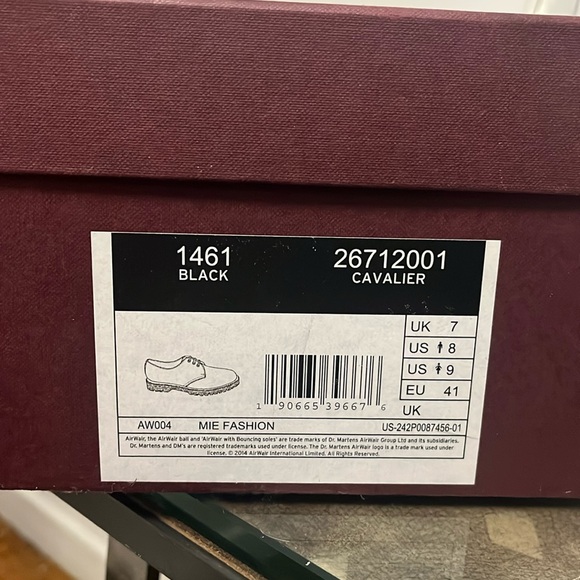 1461 26712001
BLACK CAVALIER
UK 7
US 8
US 9
EU 41
UK
1 90665 39667 6
AW004 MIE FASHION US-242P0087456-01
AirWair, the AirWair ball and 'AirWair with Bouncing soles' are trade marks of Dr. Martens AirWair Group Ltd and its subsidiaries.
Dr. Martens and DM's are registered trademarks used under license. The Dr. Martens AirWair logo is a trade mark used under
license. © 2014 AirWair International Limited. All Rights Reserved.